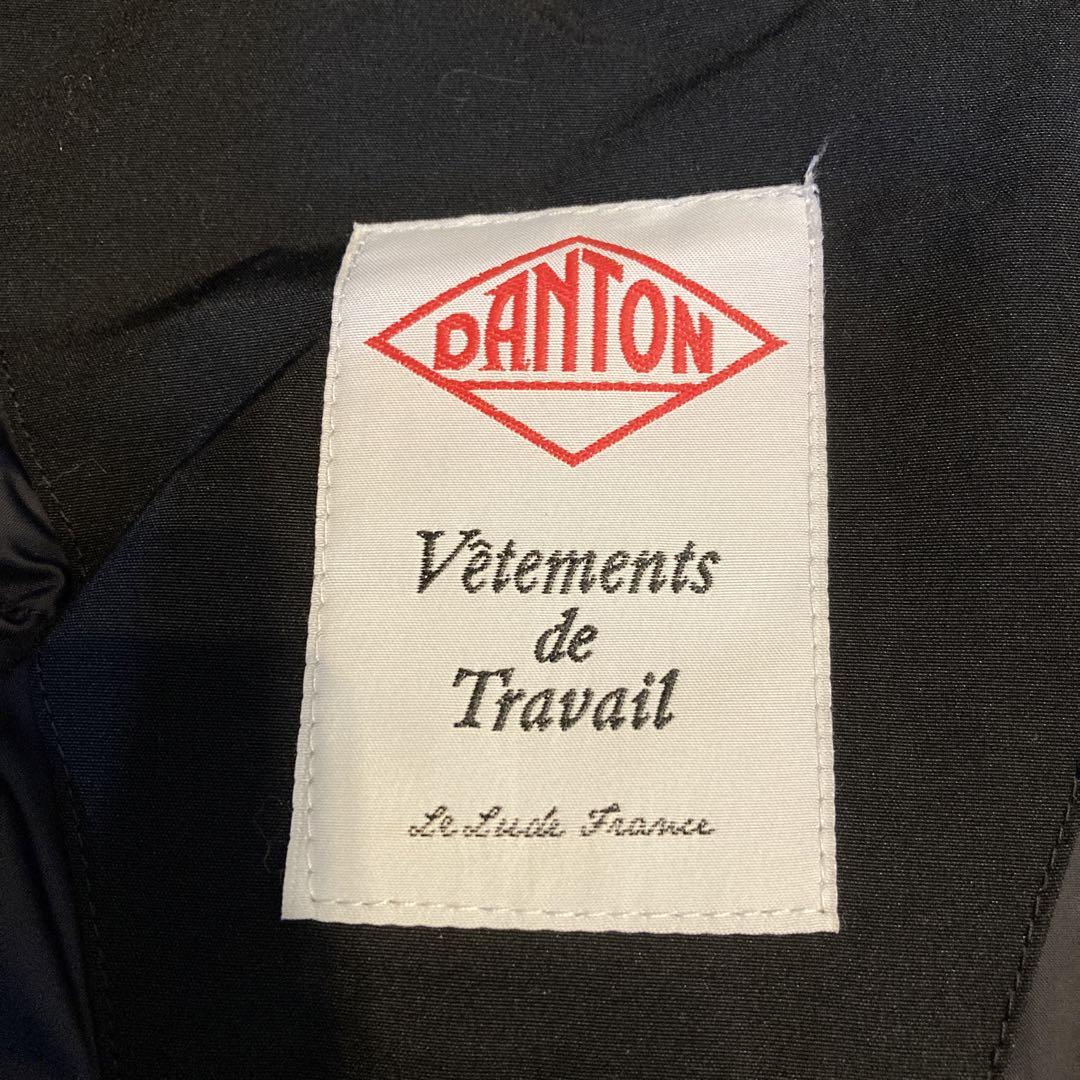 DANTON
Vêtements
de
Travail
Le Lude France